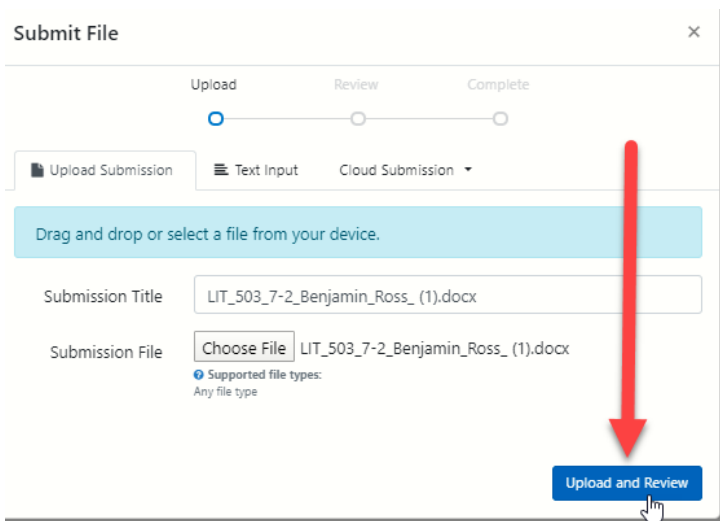 Submit File ×
Upload Review Complete
Upload Submission Text Input Cloud Submission
Drag and drop or select a file from your device.
Submission Title LIT_503_7-2_Benjamin_Ross_ (1).docx
Submission File Choose File LIT_503_7-2_Benjamin_Ross_ (1).docx
Supported file types:
Any file type
Upload and Review